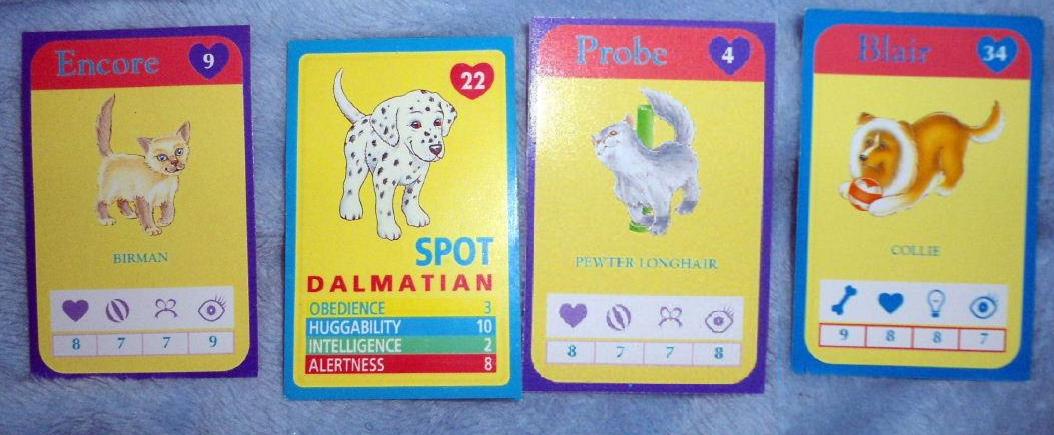 Encore 9
BIRMAN
8 7 7 9
22
SPOT
DALMATIAN
OBEDIENCE 3
HUGGABILITY 10
INTELLIGENCE 2
ALERTNESS 8
Probe 4
PEWTER LONGHAIR
8 7 7 8
Blair 34
COLLIE
9 8 8 7